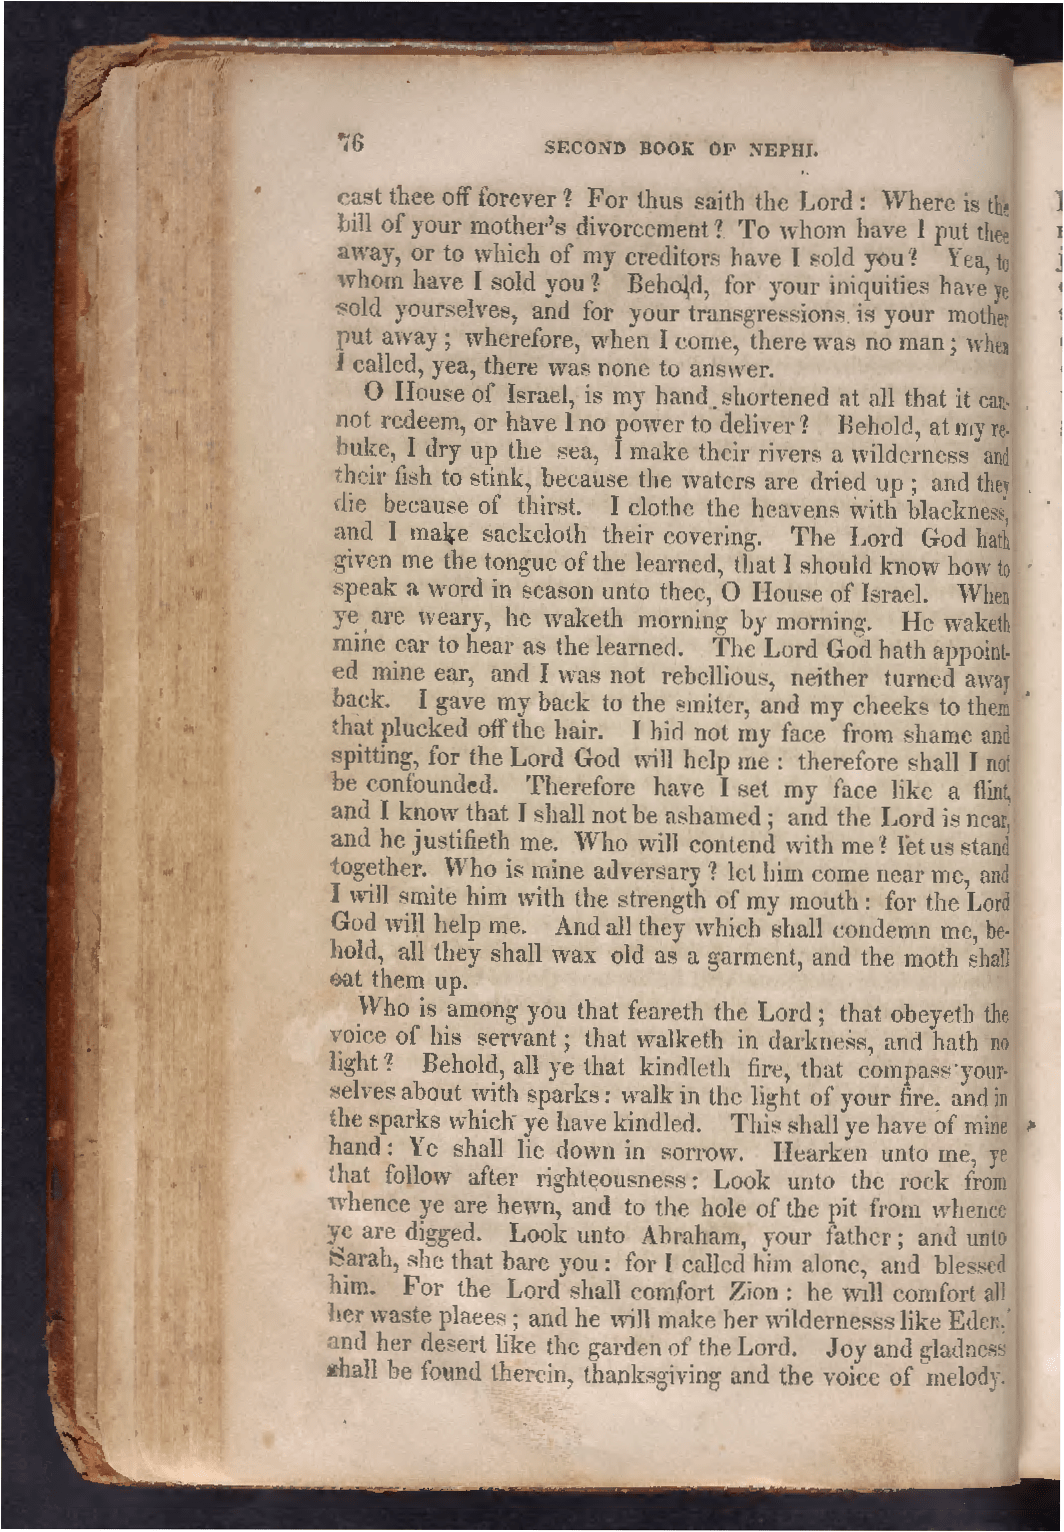 76 SECOND BOOK OF NEPHI.
cast thee off forever? For thus saith the Lord: Where is the
bill of your mother's divorcement? To whom have I put thee
away, or to which of my creditors have I sold you? Yea, to
whom have I sold you? Behold, for your iniquities have ye
sold yourselves, and for your transgressions is your mother
put away; wherefore, when I come, there was no man; when
I called, yea, there was none to answer.
O House of Israel, is my hand shortened at all that it can-
not redeem, or have I no power to deliver? Behold, at my re-
buke, I dry up the sea, I make their rivers a wilderness and
their fish to stink, because the waters are dried up; and they
die because of thirst. I clothe the heavens with blackness,
and I make sackcloth their covering. The Lord God hath
given me the tongue of the learned, that I should know how to
speak a word in season unto thee, O House of Israel. When
ye are weary, he waketh morning by morning. He waketh
mine ear to hear as the learned. The Lord God hath appoint-
ed mine ear, and I was not rebellious, neither turned away
back. I gave my back to the smiter, and my cheeks to them
that plucked off the hair. I hid not my face from shame and
spitting, for the Lord God will help me: therefore shall I not
be confounded. Therefore have I set my face like a flint,
and I know that I shall not be ashamed; and the Lord is near,
and he justifieth me. Who will contend with me? let us stand
together. Who is mine adversary? let him come near me, and
I will smite him with the strength of my mouth: for the Lord
God will help me. And all they which shall condemn me, be-
hold, all they shall wax old as a garment, and the moth shall
eat them up.
Who is among you that feareth the Lord; that obeyeth the
voice of his servant; that walketh in darkness, and hath no
light? Behold, all ye that kindleth fire, that compass your-
selves about with sparks: walk in the light of your fire, and in
the sparks which ye have kindled. This shall ye have of mine
hand: Ye shall lie down in sorrow. Hearken unto me, ye
that follow after righteousness: Look unto the rock from
whence ye are hewn, and to the hole of the pit from whence
ye are digged. Look unto Abraham, your father; and unto
Sarah, she that bare you: for I called him alone, and blessed
him. For the Lord shall comfort Zion: he will comfort all
her waste places; and he will make her wildernesss like Eden,
and her desert like the garden of the Lord. Joy and gladness
shall be found therein, thanksgiving and the voice of melody.